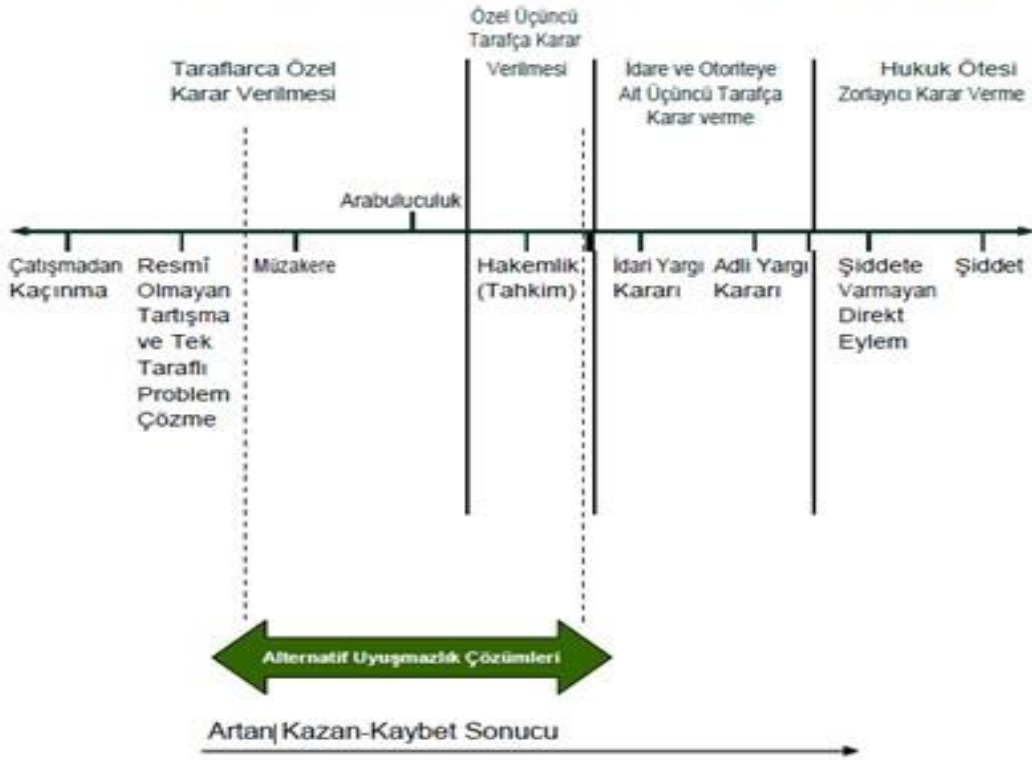 Özel Üçüncü
Tarafça Karar
Verilmesi
Taraflarca Özel
Karar Verilmesi
İdare ve Otoriteye
Ait Üçüncü Tarafça
Karar verme
Hukuk Ötesi
Zorlayıcı Karar Verme
Arabuluculuk
Çatışmadan
Kaçınma
Resmî
Olmayan
Tartışma
ve Tek
Taraflı
Problem
Çözme
Müzakere
Hakemlik
(Tahkim)
İdari Yargı
Kararı
Adli Yargı
Kararı
Şiddete
Varmayan
Direkt
Eylem
Şiddet
Alternatif Uyuşmazlık Çözümleri
Artan| Kazan-Kaybet Sonucu